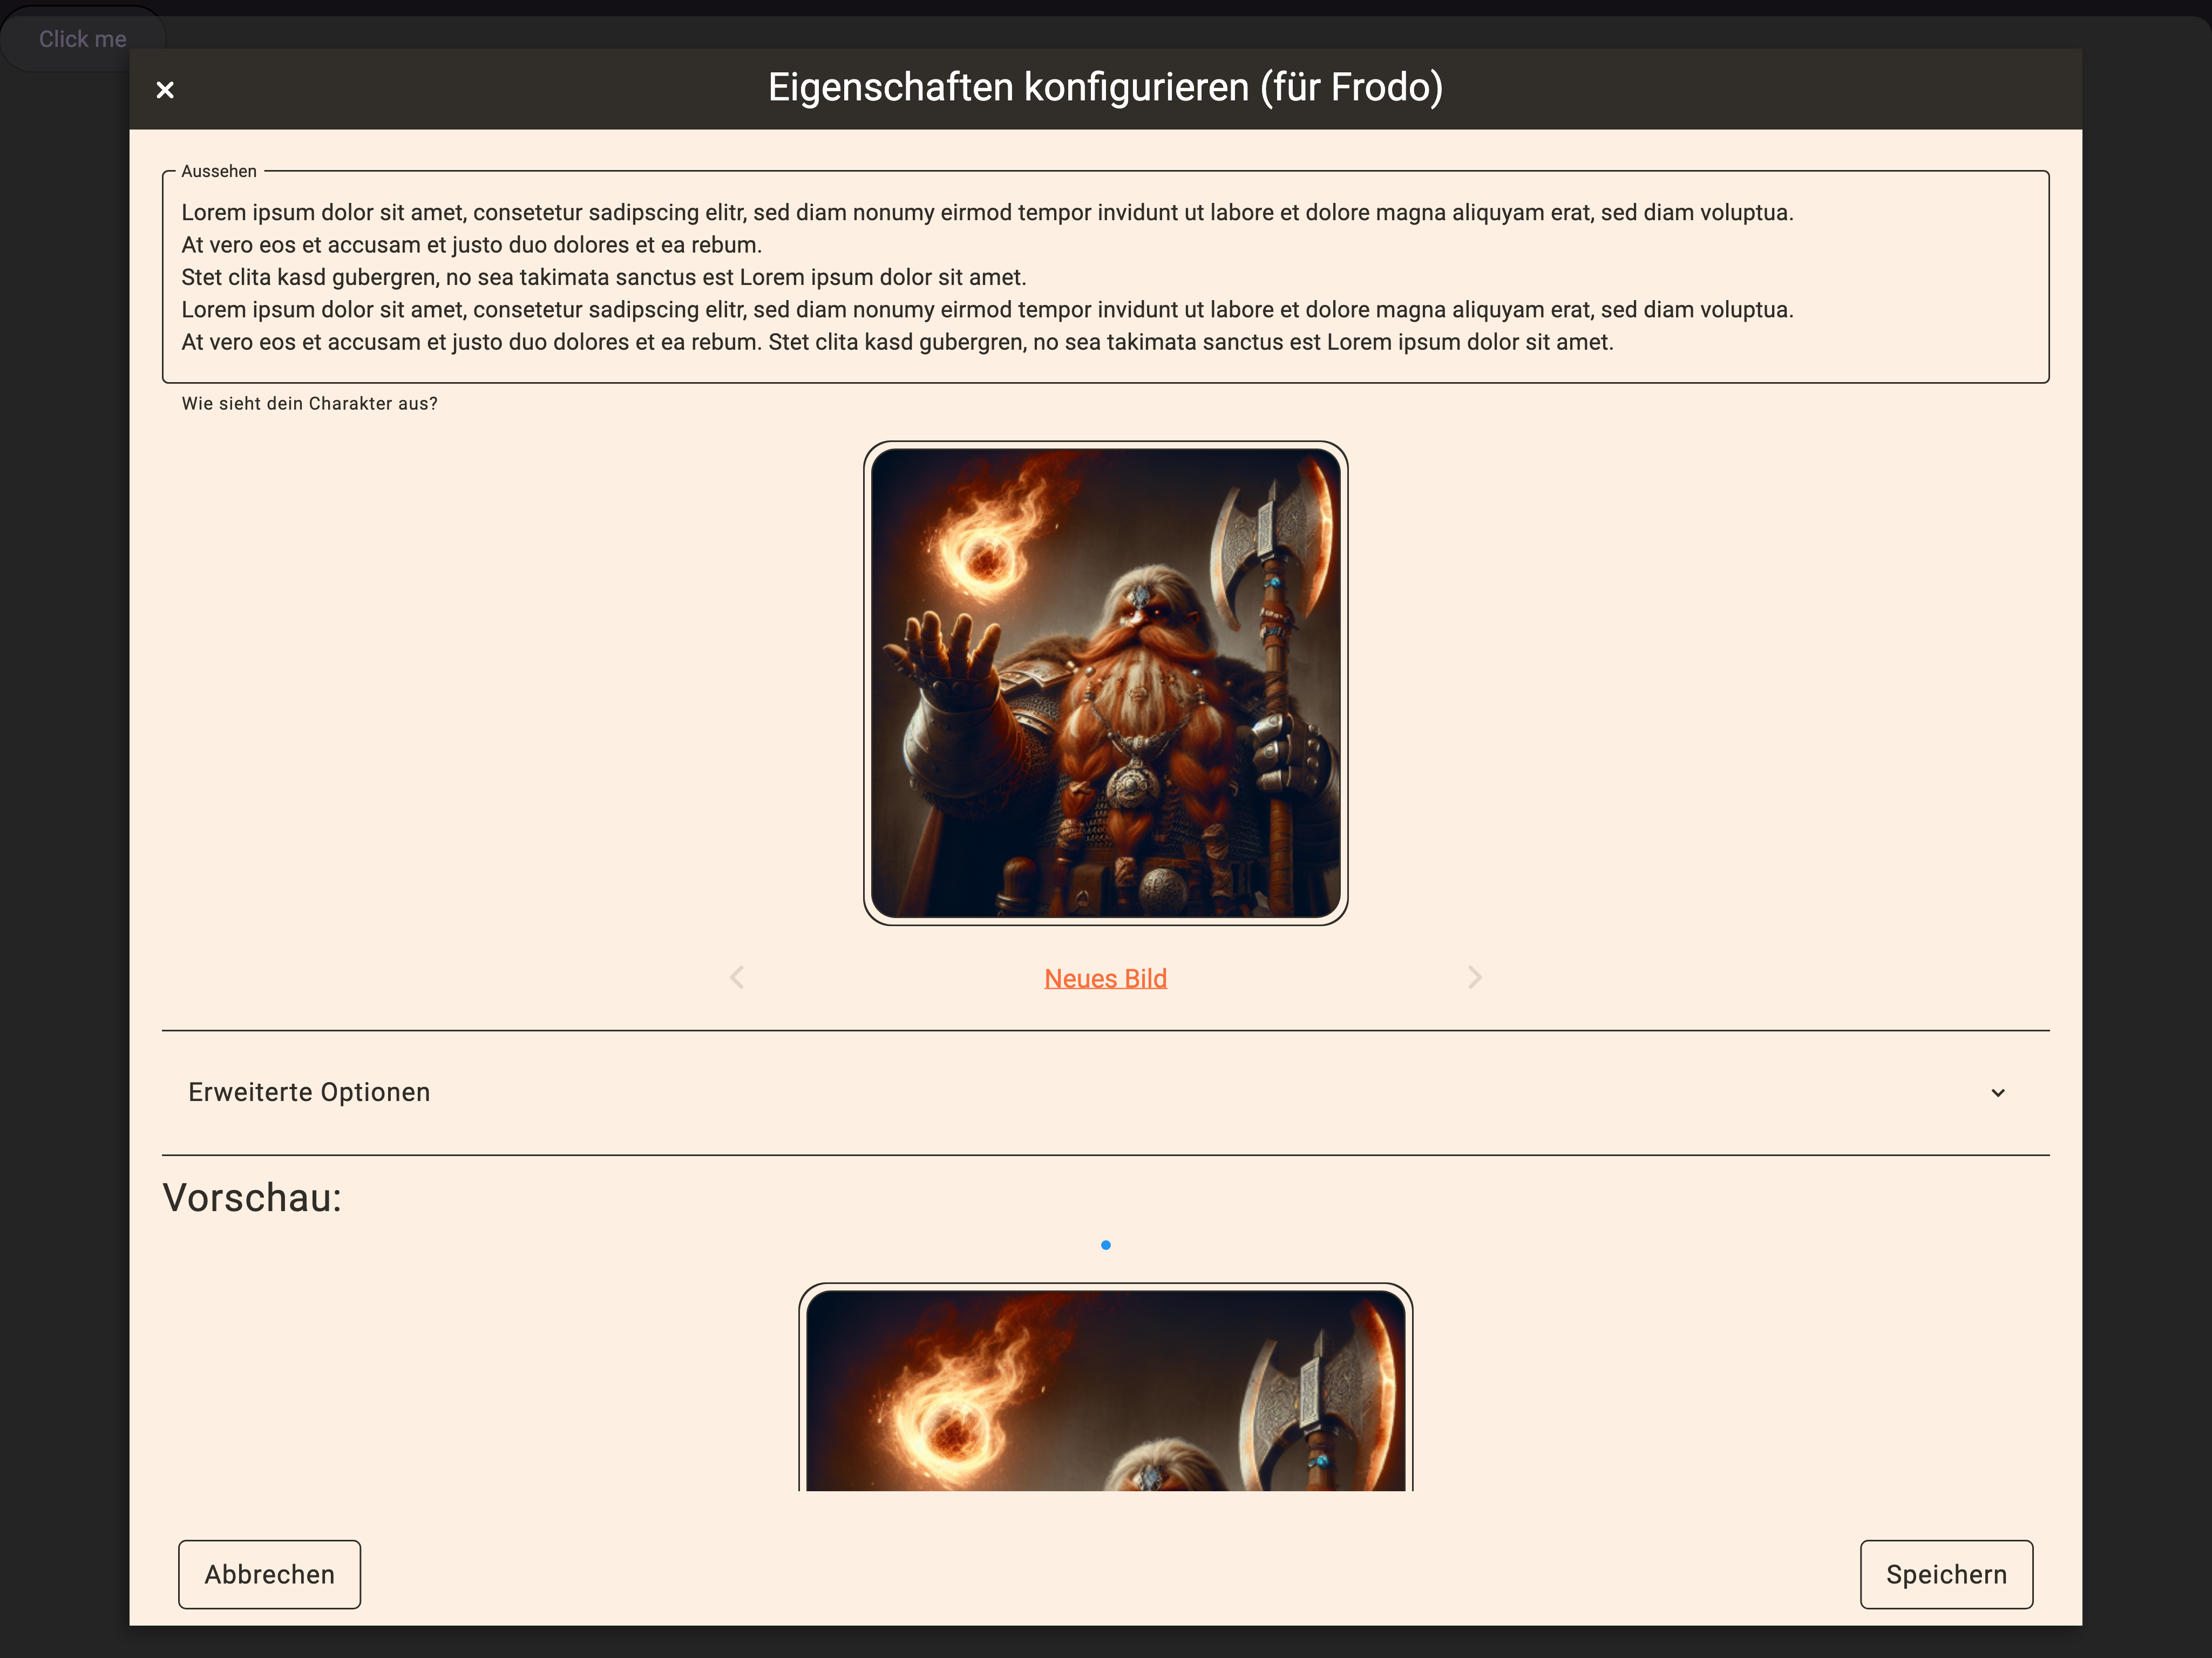 Click me
Eigenschaften konfigurieren (für Frodo)
Aussehen
Lorem ipsum dolor sit amet, consetetur sadipscing elitr, sed diam nonumy eirmod tempor invidunt ut labore et dolore magna aliquyam erat, sed diam voluptua.
At vero eos et accusam et justo duo dolores et ea rebum.
Stet clita kasd gubergren, no sea takimata sanctus est Lorem ipsum dolor sit amet.
Lorem ipsum dolor sit amet, consetetur sadipscing elitr, sed diam nonumy eirmod tempor invidunt ut labore et dolore magna aliquyam erat, sed diam voluptua.
At vero eos et accusam et justo duo dolores et ea rebum. Stet clita kasd gubergren, no sea takimata sanctus est Lorem ipsum dolor sit amet.
Wie sieht dein Charakter aus?
Neues Bild
Erweiterte Optionen
Vorschau:
Abbrechen
Speichern